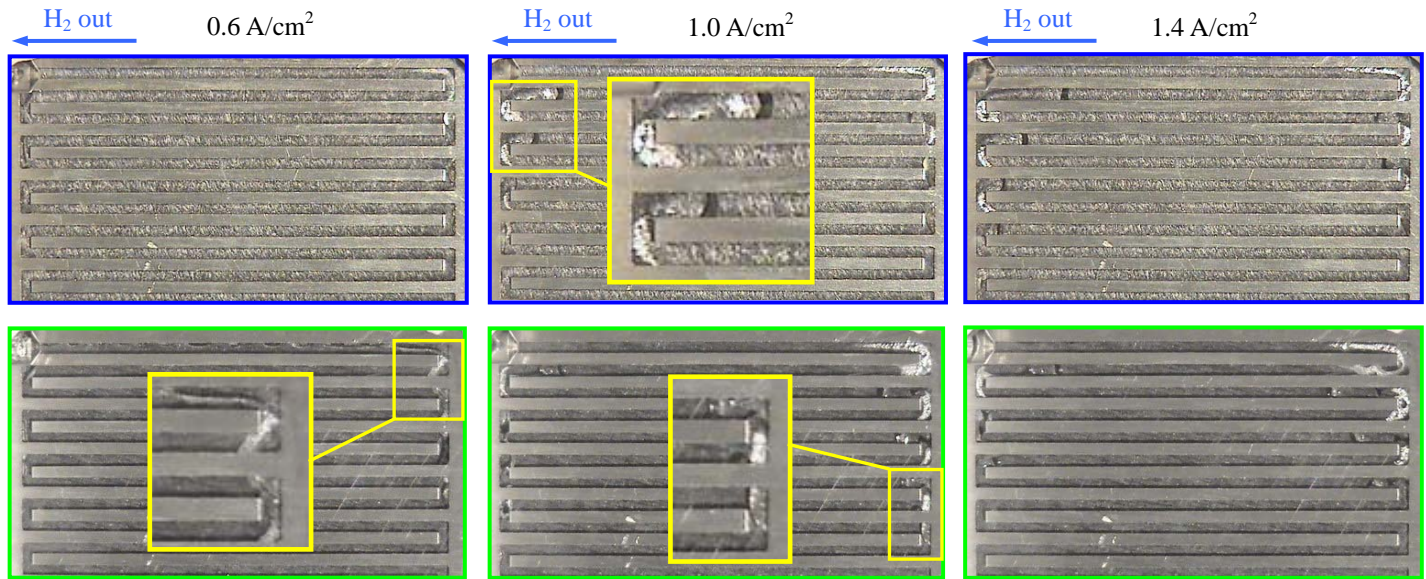 H₂ out 0.6 A/cm² H₂ out 1.0 A/cm² H₂ out 1.4 A/cm²